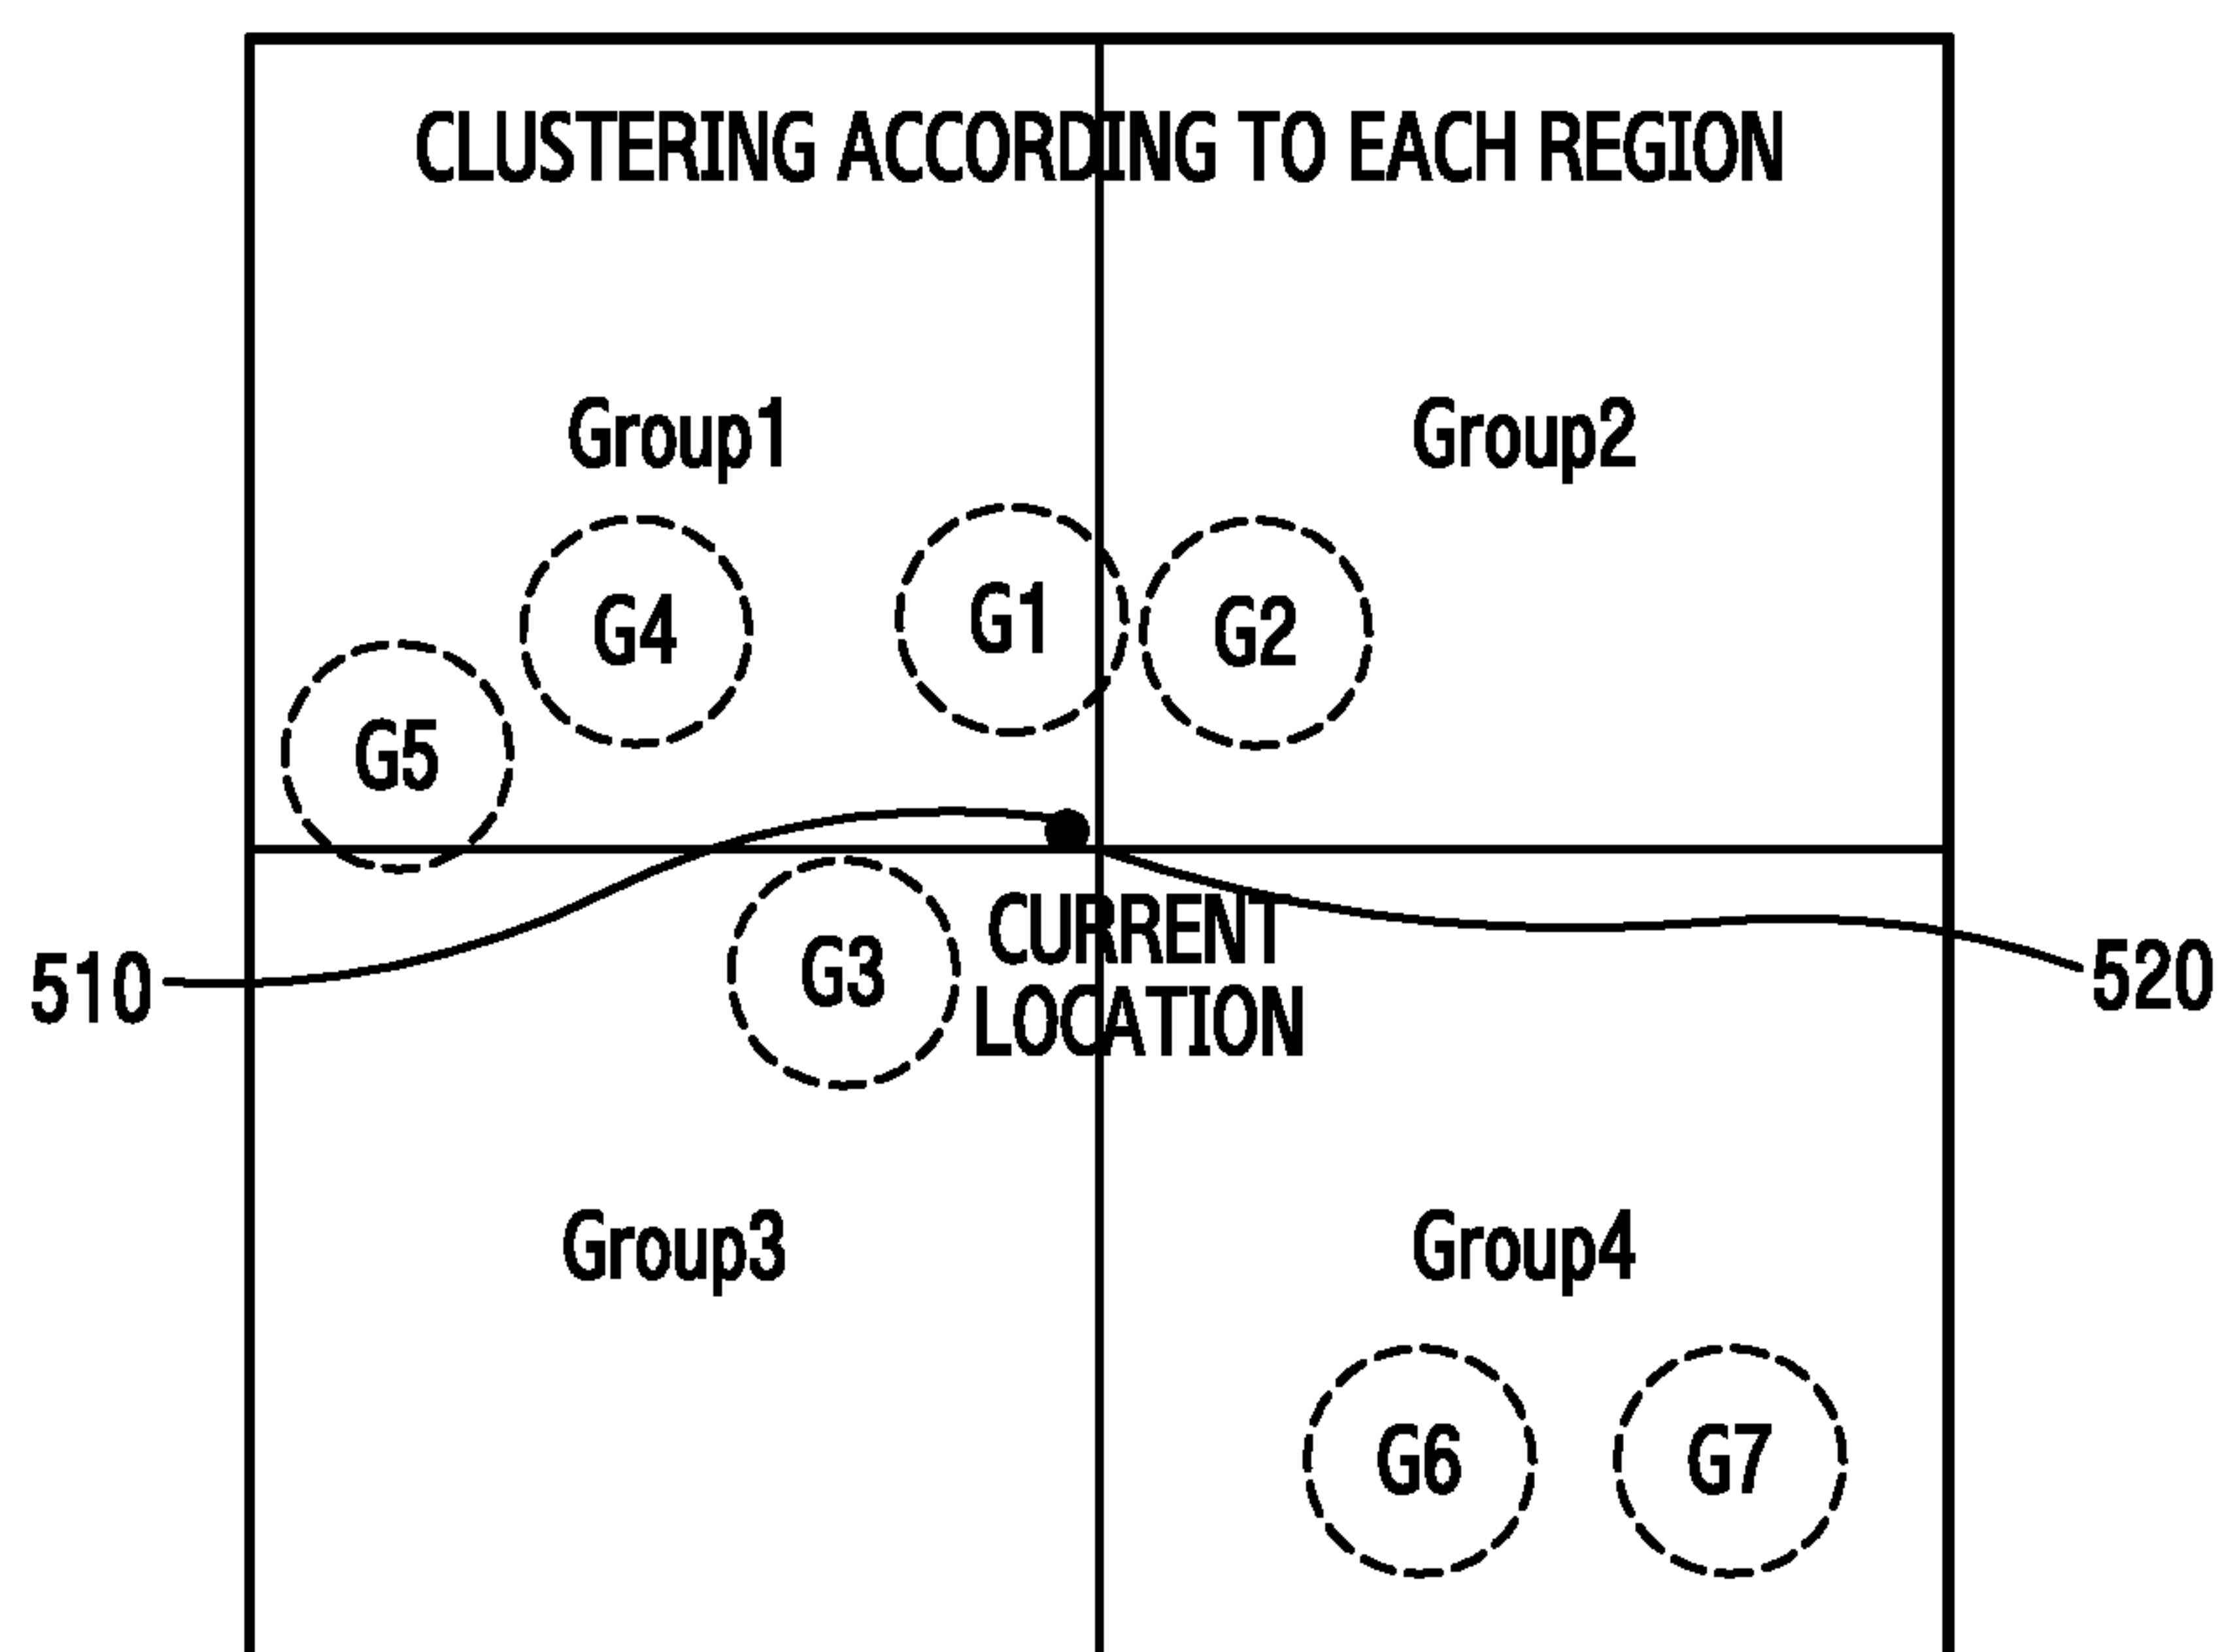 CLUSTERING ACCORDING TO EACH REGION
Group1
Group2
G4
G1
G2
G5
510
G3
CURRENT
LOCATION
520
Group3
Group4
G6
G7